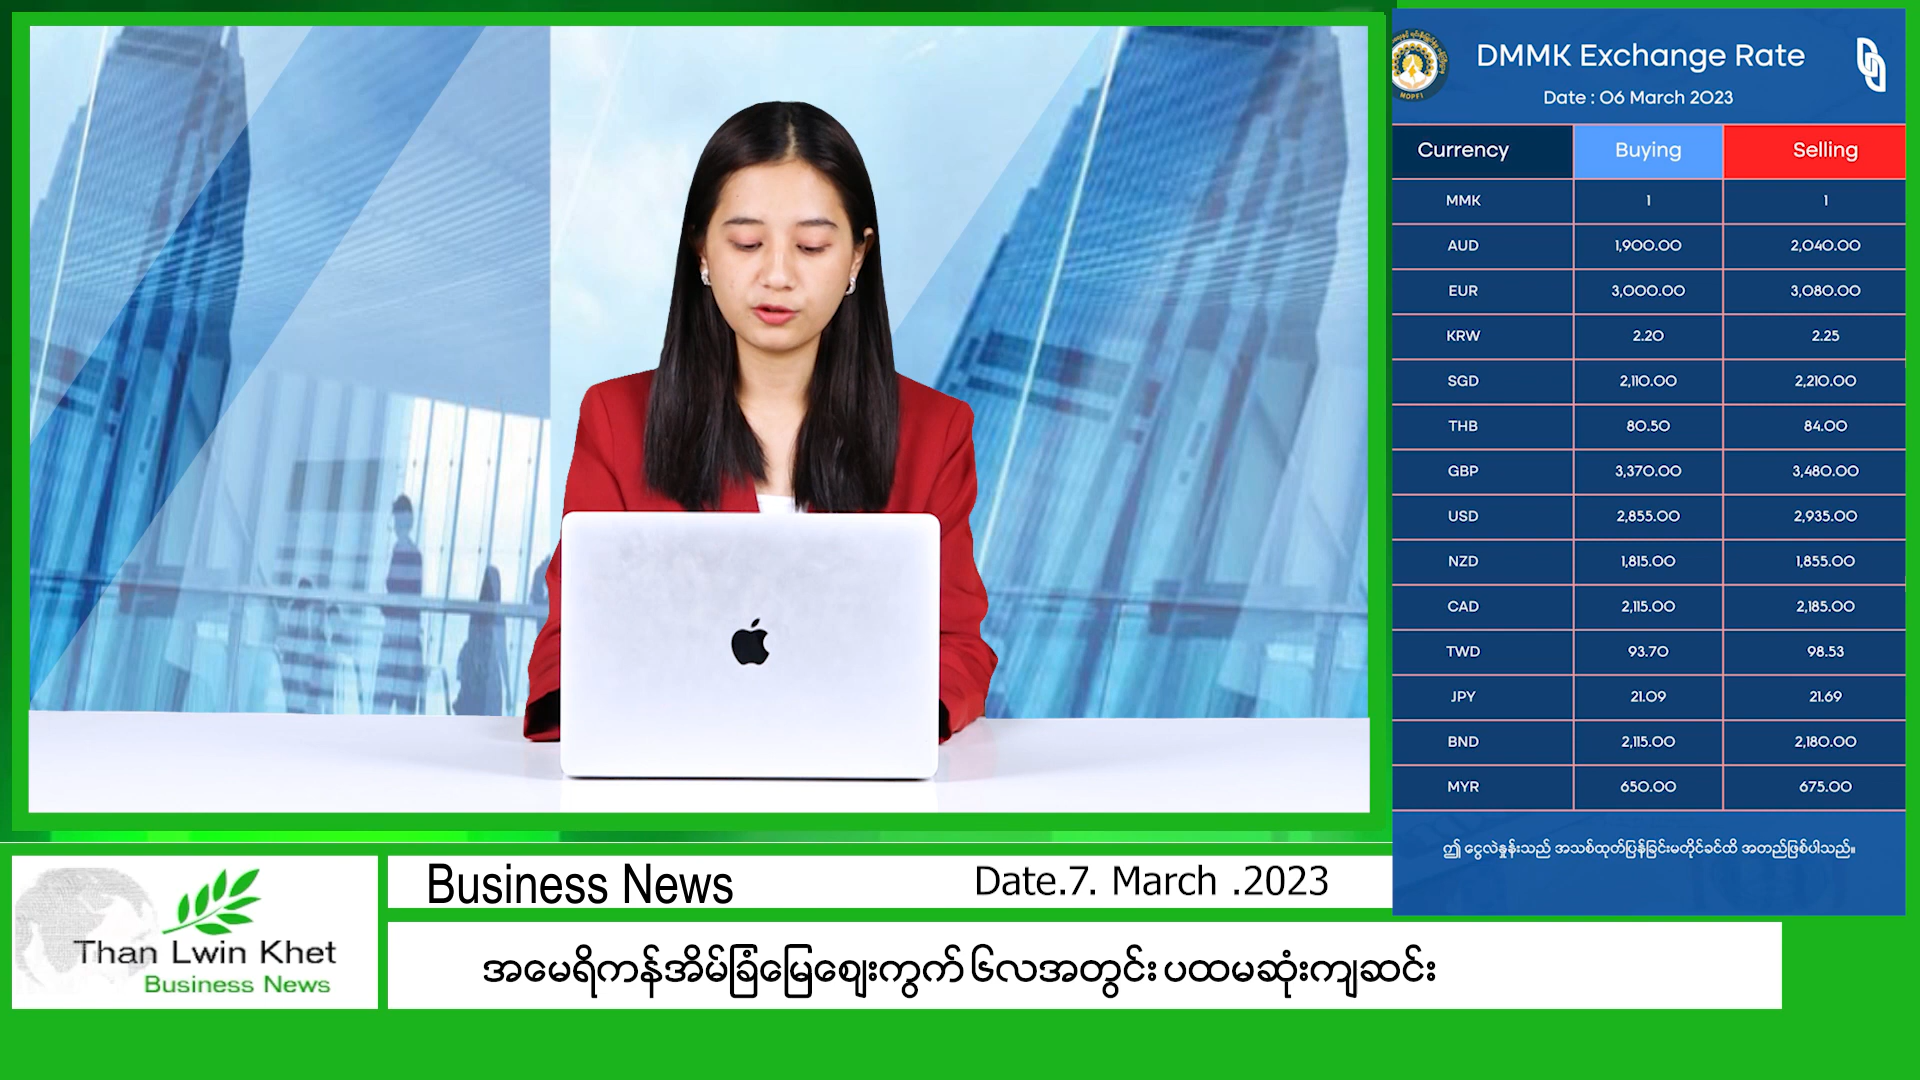 DMMK Exchange Rate
Date : 06 March 2023
MOPFI
Currency Buying Selling
MMK 1 1
AUD 1,900.00 2,040.00
EUR 3,000.00 3,080.00
KRW 2.20 2.25
SGD 2,110.00 2,210.00
THB 80.50 84.00
GBP 3,370.00 3,480.00
USD 2,855.00 2,935.00
NZD 1,815.00 1,855.00
CAD 2,115.00 2,185.00
TWD 93.70 98.53
JPY 21.09 21.69
BND 2,115.00 2,180.00
MYR 650.00 675.00
ဤ ငွေလဲနှုန်းသည် အသစ်ထုတ်ပြန်ခြင်းမတိုင်ခင်ထိ အတည်ဖြစ်ပါသည်။
Than Lwin Khet
Business News
Business News
Date.7. March .2023
အမေရိကန်အိမ်ခြံမြေဈေးကွက် ၆လအတွင်း ပထမဆုံးကျဆင်း